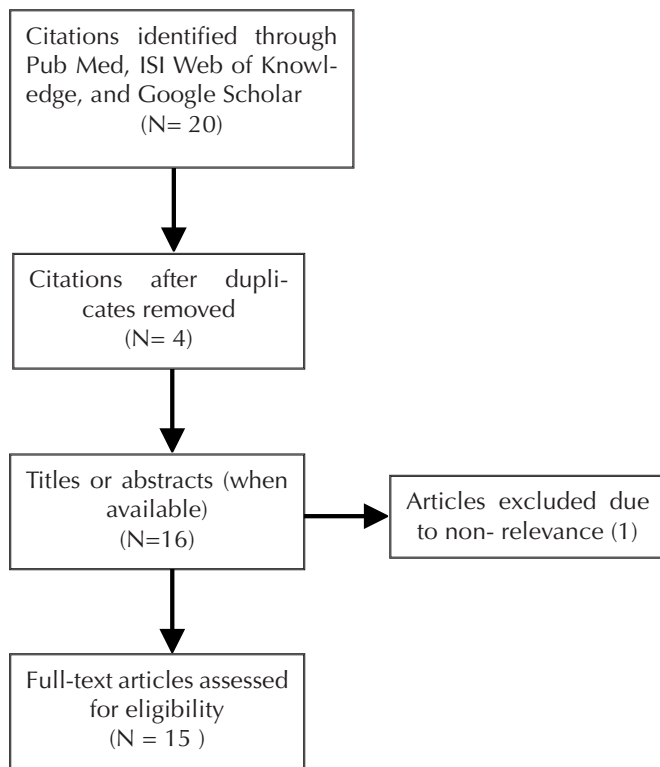 Citations identified through
Pub Med, ISI Web of Knowl-
edge, and Google Scholar
(N= 20)
Citations after dupli-
cates removed
(N= 4)
Titles or abstracts (when
available)
(N=16)
Articles excluded due
to non- relevance (1)
Full-text articles assessed
for eligibility
(N = 15 )